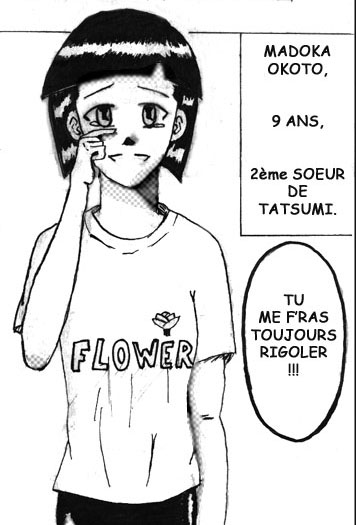 MADOKA
OKOTO,
9 ANS,
2ème SOEUR
DE
TATSUMI.
TU
ME F'RAS
TOUJOURS
RIGOLER
!!!
FLOWER